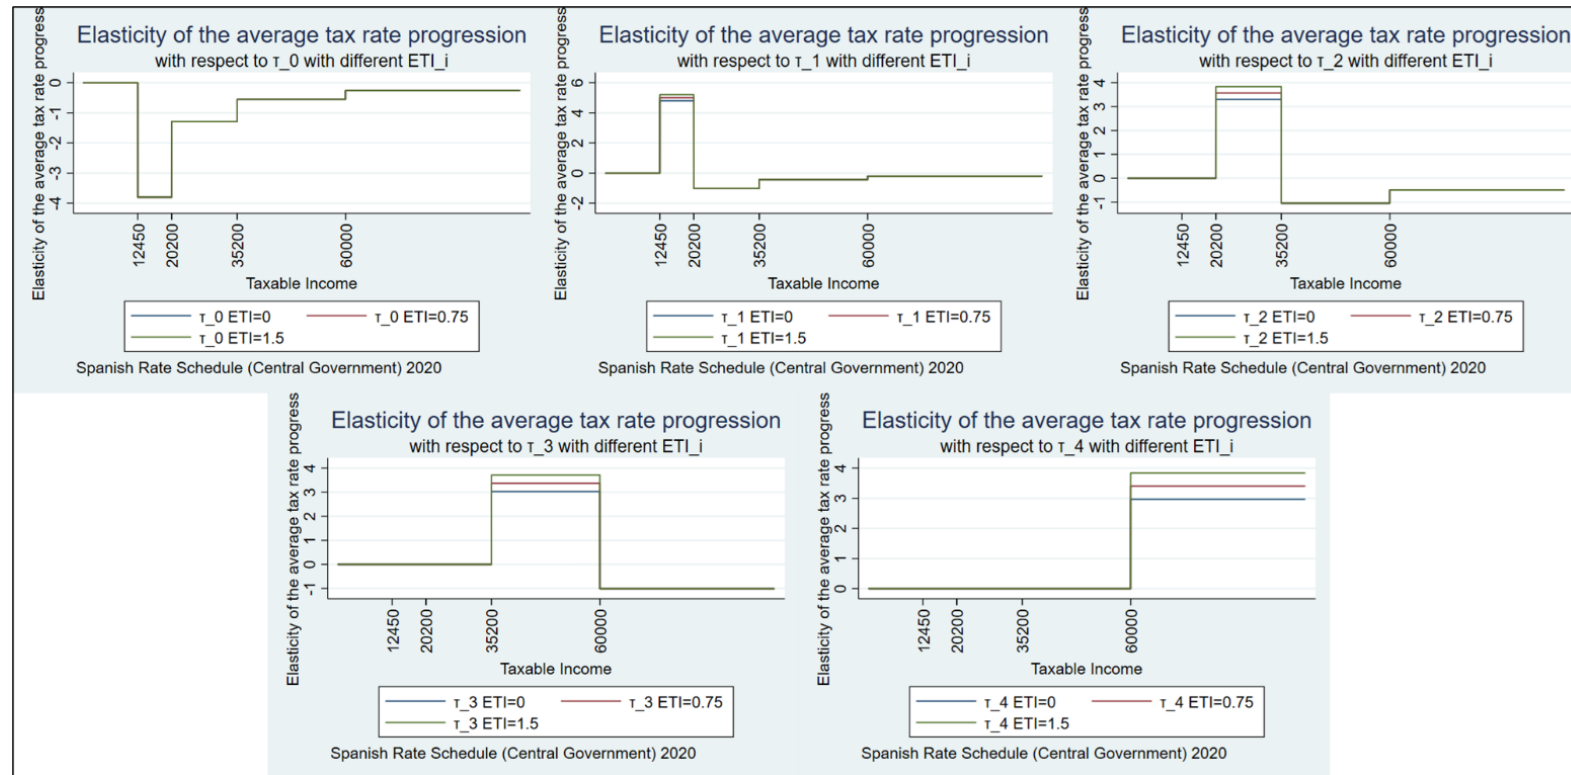 Elasticity of the average tax rate progression
with respect to τ_0 with different ETI_i
Elasticity of the average tax rate progress
0
-1
-2
-3
-4
12450
20200
35200
60000
Taxable Income
τ_0 ETI=0
τ_0 ETI=0.75
τ_0 ETI=1.5
Spanish Rate Schedule (Central Government) 2020
Elasticity of the average tax rate progression
with respect to τ_1 with different ETI_i
Elasticity of the average tax rate progress
6
4
2
0
-2
12450
20200
35200
60000
Taxable Income
τ_1 ETI=0
τ_1 ETI=0.75
τ_1 ETI=1.5
Spanish Rate Schedule (Central Government) 2020
Elasticity of the average tax rate progression
with respect to τ_2 with different ETI_i
Elasticity of the average tax rate progress
4
3
2
1
0
-1
12450
20200
35200
60000
Taxable Income
τ_2 ETI=0
τ_2 ETI=0.75
τ_2 ETI=1.5
Spanish Rate Schedule (Central Government) 2020
Elasticity of the average tax rate progression
with respect to τ_3 with different ETI_i
Elasticity of the average tax rate progress
4
3
2
1
0
-1
12450
20200
35200
60000
Taxable Income
τ_3 ETI=0
τ_3 ETI=0.75
τ_3 ETI=1.5
Spanish Rate Schedule (Central Government) 2020
Elasticity of the average tax rate progression
with respect to τ_4 with different ETI_i
Elasticity of the average tax rate progress
4
3
2
1
0
12450
20200
35200
60000
Taxable Income
τ_4 ETI=0
τ_4 ETI=0.75
τ_4 ETI=1.5
Spanish Rate Schedule (Central Government) 2020